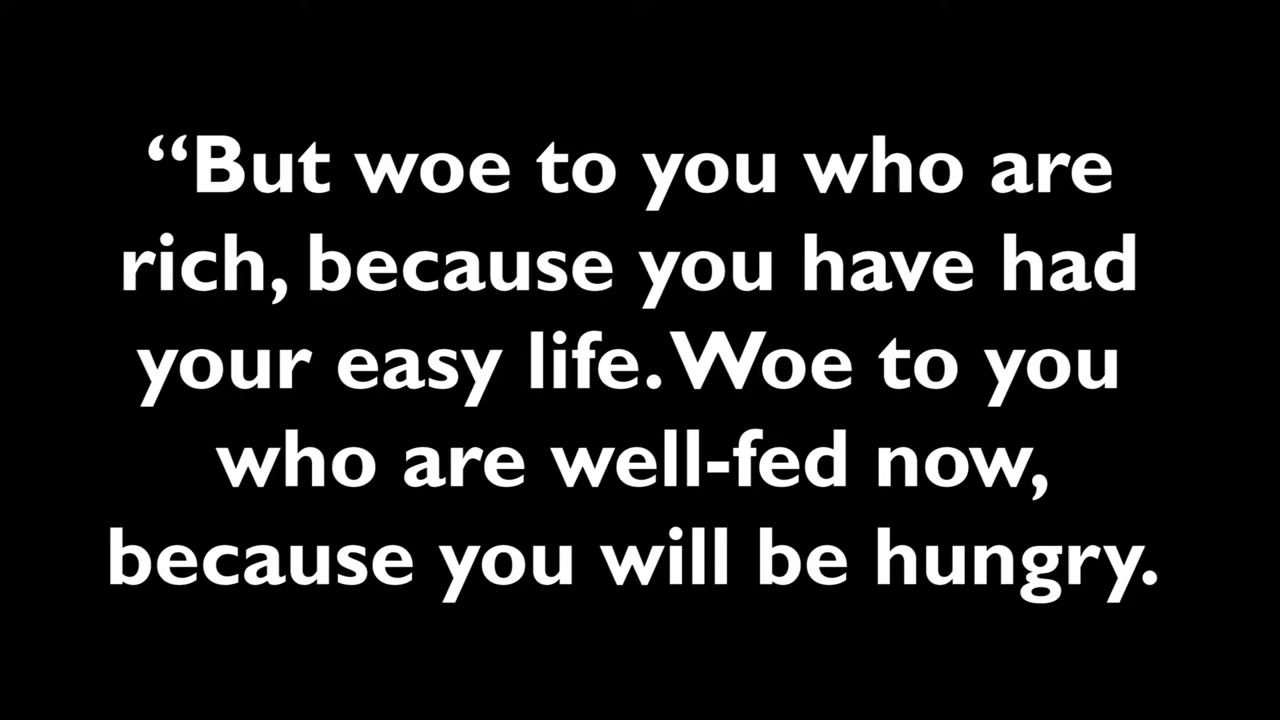 “But woe to you who are
rich, because you have had
your easy life. Woe to you
who are well-fed now,
because you will be hungry.